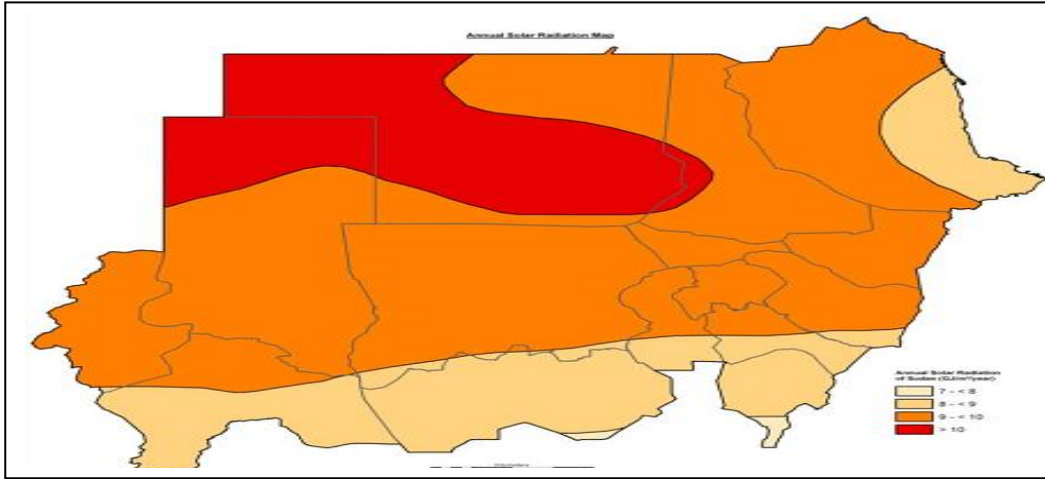 Annual Solar Radiation Map
Annual Solar Radiation
of Sudan (GJ/m²/year)
7 - < 8
8 - < 9
9 - < 10
> 10